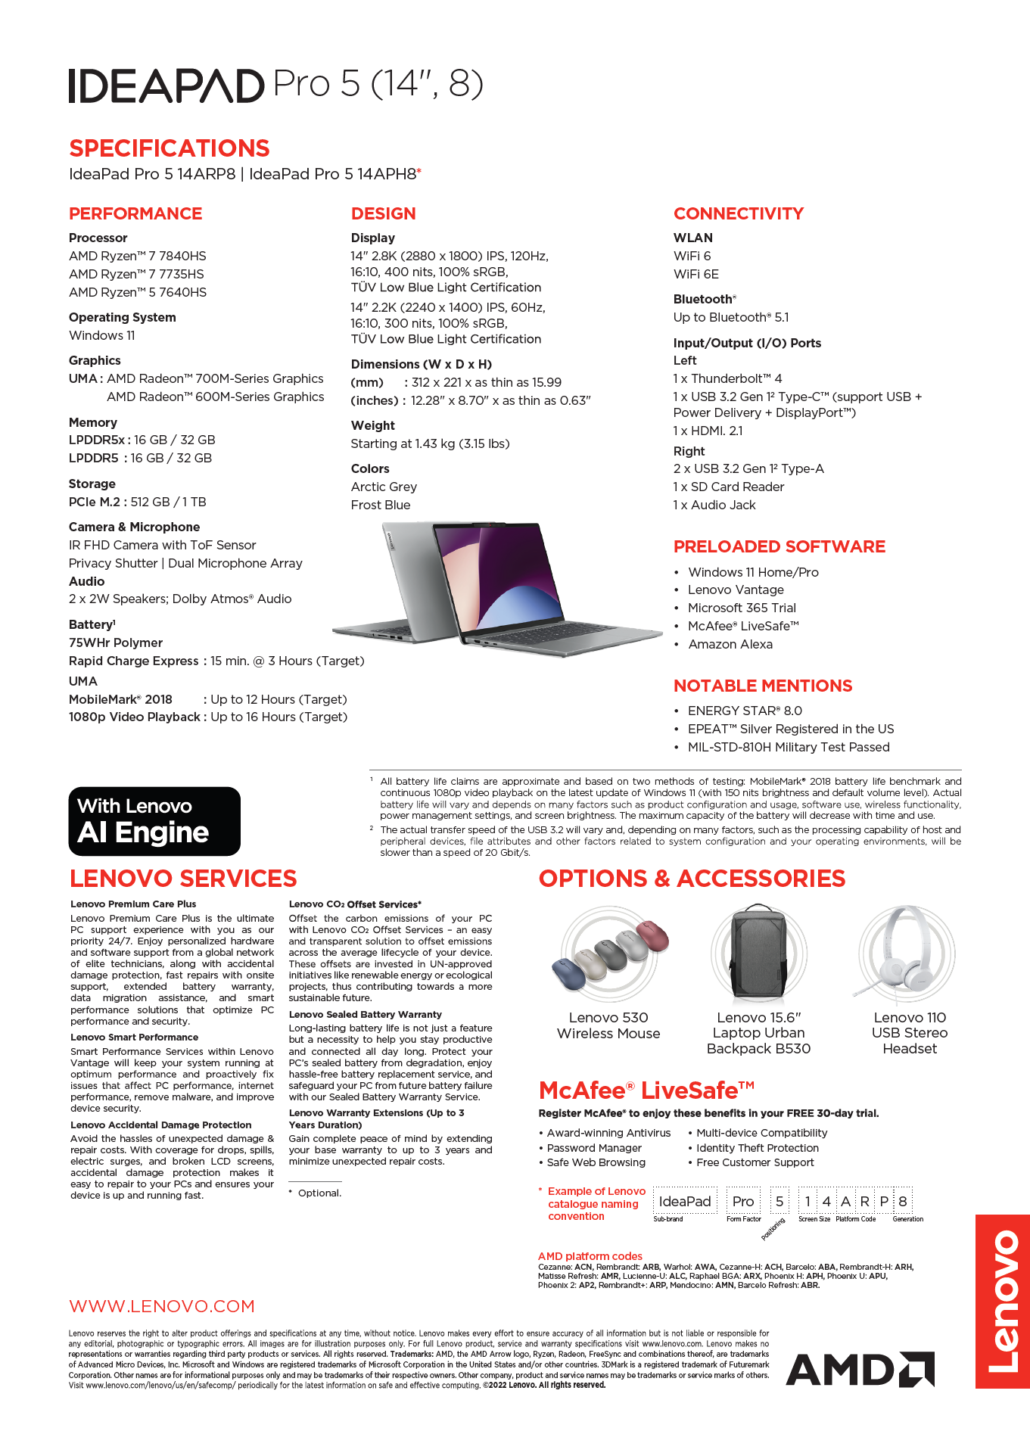 IDEAPAD Pro 5 (14", 8)
SPECIFICATIONS
IdeaPad Pro 5 14ARP8 | IdeaPad Pro 5 14APH8*
PERFORMANCE
Processor
AMD Ryzen™ 7 7840HS
AMD Ryzen™ 7 7735HS
AMD Ryzen™ 5 7640HS
Operating System
Windows 11
Graphics
UMA : AMD Radeon™ 700M-Series Graphics
AMD Radeon™ 600M-Series Graphics
Memory
LPDDR5x : 16 GB / 32 GB
LPDDR5 : 16 GB / 32 GB
Storage
PCIe M.2 : 512 GB / 1 TB
Camera & Microphone
IR FHD Camera with ToF Sensor
Privacy Shutter | Dual Microphone Array
Audio
2 x 2W Speakers; Dolby Atmos® Audio
Battery¹
75WHr Polymer
Rapid Charge Express : 15 min. @ 3 Hours (Target)
UMA
MobileMark® 2018 : Up to 12 Hours (Target)
1080p Video Playback : Up to 16 Hours (Target)
DESIGN
Display
14" 2.8K (2880 x 1800) IPS, 120Hz,
16:10, 400 nits, 100% sRGB,
TÜV Low Blue Light Certification
14" 2.2K (2240 x 1400) IPS, 60Hz,
16:10, 300 nits, 100% sRGB,
TÜV Low Blue Light Certification
Dimensions (W x D x H)
(mm) : 312 x 221 x as thin as 15.99
(inches) : 12.28" x 8.70" x as thin as 0.63"
Weight
Starting at 1.43 kg (3.15 lbs)
Colors
Arctic Grey
Frost Blue
CONNECTIVITY
WLAN
WiFi 6
WiFi 6E
Bluetooth®
Up to Bluetooth® 5.1
Input/Output (I/O) Ports
Left
1 x Thunderbolt™ 4
1 x USB 3.2 Gen 1² Type-C™ (support USB +
Power Delivery + DisplayPort™)
1 x HDMI. 2.1
Right
2 x USB 3.2 Gen 1² Type-A
1 x SD Card Reader
1 x Audio Jack
PRELOADED SOFTWARE
• Windows 11 Home/Pro
• Lenovo Vantage
• Microsoft 365 Trial
• McAfee® LiveSafe™
• Amazon Alexa
NOTABLE MENTIONS
• ENERGY STAR® 8.0
• EPEAT™ Silver Registered in the US
• MIL-STD-810H Military Test Passed
¹ All battery life claims are approximate and based on two methods of testing: MobileMark® 2018 battery life benchmark and
continuous 1080p video playback on the latest update of Windows 11 (with 150 nits brightness and default volume level). Actual
battery life will vary and depends on many factors such as product configuration and usage, software use, wireless functionality,
power management settings, and screen brightness. The maximum capacity of the battery will decrease with time and use.
² The actual transfer speed of the USB 3.2 will vary and, depending on many factors, such as the processing capability of host and
peripheral devices, file attributes and other factors related to system configuration and your operating environments, will be
slower than a speed of 20 Gbit/s.
With Lenovo
AI Engine
LENOVO SERVICES
Lenovo Premium Care Plus
Lenovo Premium Care Plus is the ultimate
PC support experience with you as our
priority 24/7. Enjoy personalized hardware
and software support from a global network
of elite technicians, along with accidental
damage protection, fast repairs with onsite
support, extended battery warranty,
data migration assistance, and smart
performance solutions that optimize PC
performance and security.
Lenovo Smart Performance
Smart Performance Services within Lenovo
Vantage will keep your system running at
optimum performance and proactively fix
issues that affect PC performance, internet
performance, remove malware, and improve
device security.
Lenovo Accidental Damage Protection
Avoid the hassles of unexpected damage &
repair costs. With coverage for drops, spills,
electric surges, and broken LCD screens,
accidental damage protection makes it
easy to repair to your PCs and ensures your
device is up and running fast.
Lenovo CO2 Offset Services*
Offset the carbon emissions of your PC
with Lenovo CO2 Offset Services – an easy
and transparent solution to offset emissions
across the average lifecycle of your device.
These offsets are invested in UN-approved
initiatives like renewable energy or ecological
projects, thus contributing towards a more
sustainable future.
Lenovo Sealed Battery Warranty
Long-lasting battery life is not just a feature
but a necessity to help you stay productive
and connected all day long. Protect your
PC's sealed battery from degradation, enjoy
hassle-free battery replacement service, and
safeguard your PC from future battery failure
with our Sealed Battery Warranty Service.
Lenovo Warranty Extensions (Up to 3
Years Duration)
Gain complete peace of mind by extending
your base warranty to up to 3 years and
minimize unexpected repair costs.
* Optional.
OPTIONS & ACCESSORIES
Lenovo 530
Wireless Mouse
Lenovo 15.6"
Laptop Urban
Backpack B530
Lenovo 110
USB Stereo
Headset
McAfee® LiveSafe™
Register McAfee® to enjoy these benefits in your FREE 30-day trial.
• Award-winning Antivirus
• Password Manager
• Safe Web Browsing
• Multi-device Compatibility
• Identity Theft Protection
• Free Customer Support
* Example of Lenovo
catalogue naming
convention
IdeaPad Pro 5 1 4 A R P 8
Sub-brand Form Factor Positioning Screen Size Platform Code Generation
AMD platform codes
Cezanne: ACN, Rembrandt: ARB, Warhol: AWA, Cezanne-H: ACH, Barcelo: ABA, Rembrandt-H: ARH,
Matisse Refresh: AMR, Lucienne-U: ALC, Raphael BGA: ARX, Phoenix H: APH, Phoenix U: APU,
Phoenix 2: AP2, Rembrandt+: ARP, Mendocino: AMN, Barcelo Refresh: ABR.
WWW.LENOVO.COM
Lenovo reserves the right to alter product offerings and specifications at any time, without notice. Lenovo makes every effort to ensure accuracy of all information but is not liable or responsible for
any editorial, photographic or typographic errors. All images are for illustration purposes only. For full Lenovo product, service and warranty specifications visit www.lenovo.com. Lenovo makes no
representations or warranties regarding third party products or services. All rights reserved. Trademarks: AMD, the AMD Arrow logo, Ryzen, Radeon, FreeSync and combinations thereof, are trademarks
of Advanced Micro Devices, Inc. Microsoft and Windows are registered trademarks of Microsoft Corporation in the United States and/or other countries. 3DMark is a registered trademark of Futuremark
Corporation. Other names are for informational purposes only and may be trademarks of their respective owners. Other company, product and service names may be trademarks or service marks of others.
Visit www.lenovo.com/lenovo/us/en/safecomp/ periodically for the latest information on safe and effective computing. ©2022 Lenovo. All rights reserved.
AMD
Lenovo